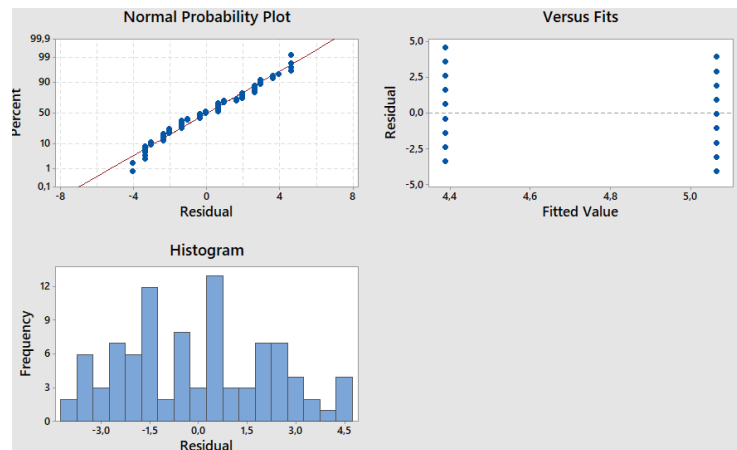 Normal Probability Plot
99,9
99
90
50
10
1
0,1
Percent
-8 -4 0 4 8
Residual
Versus Fits
5,0
2,5
0,0
-2,5
-5,0
Residual
4,4 4,6 4,8 5,0
Fitted Value
Histogram
12
9
6
3
0
Frequency
-3,0 -1,5 0,0 1,5 3,0 4,5
Residual